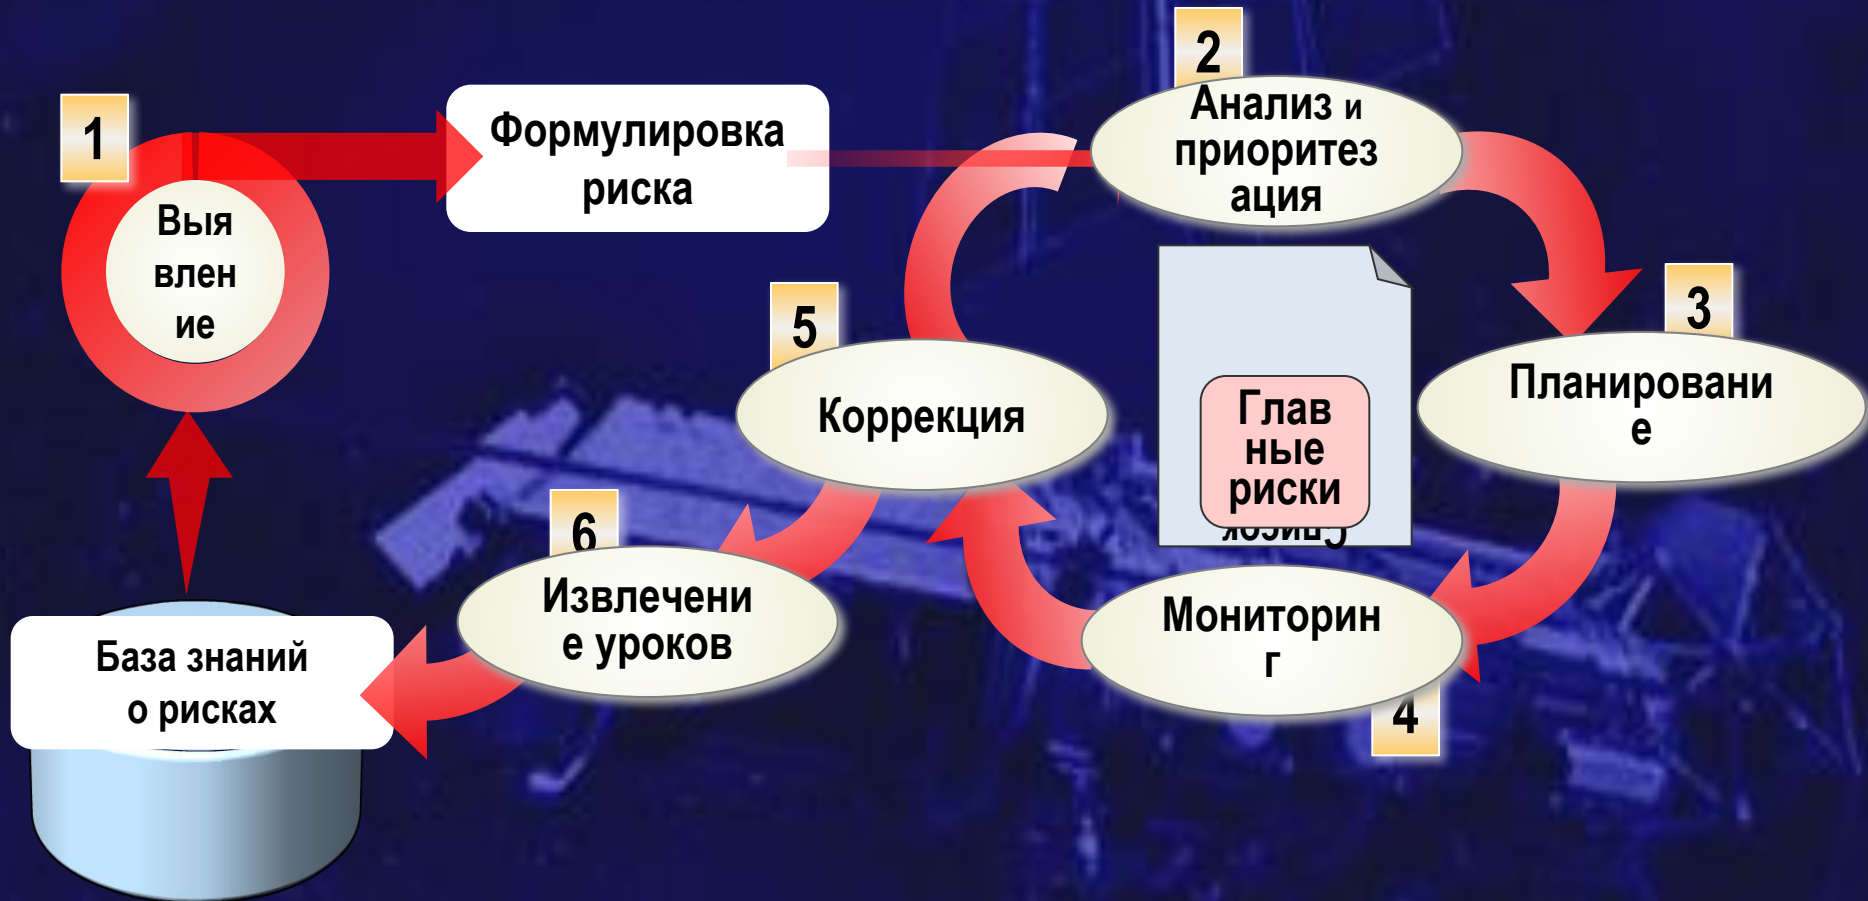 1
Выя
влен
ие
Формулировка
риска
2
Анализ и
приоритез
ация
3
Планировани
е
Глав
ные
риски
Список
4
Мониторин
г
5
Коррекция
6
Извлечени
е уроков
База знаний
о рисках